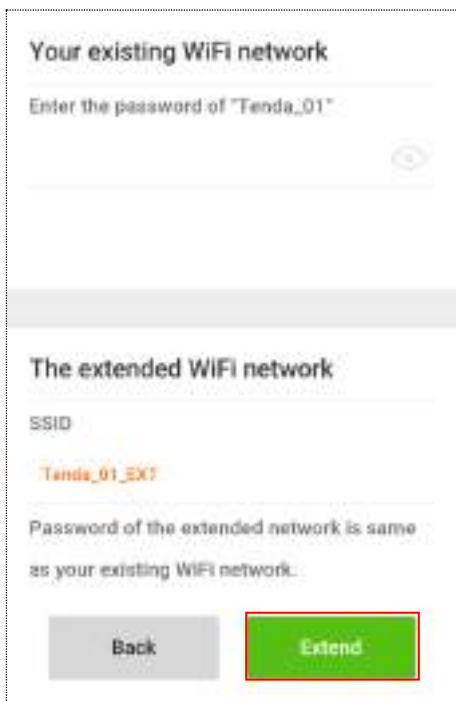 Your existing WiFi network
Enter the password of "Tenda_01"
The extended WiFi network
SSID
Tenda_01_EXT
Password of the extended network is same
as your existing WiFi network.
Back
Extend